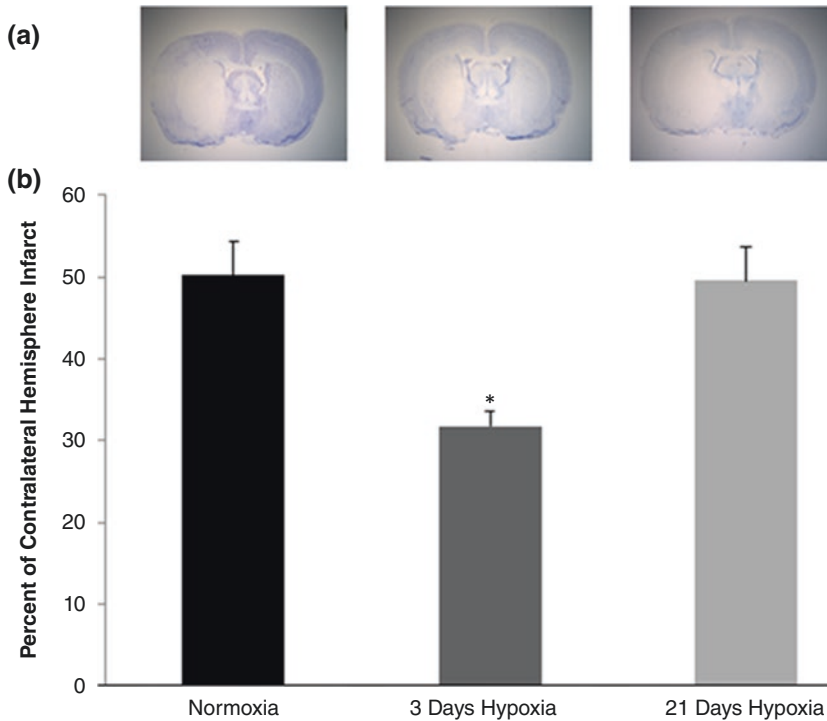 (a)
(b)
Percent of Contralateral Hemisphere Infarct
60
50
40
30
20
10
0
*
Normoxia
3 Days Hypoxia
21 Days Hypoxia